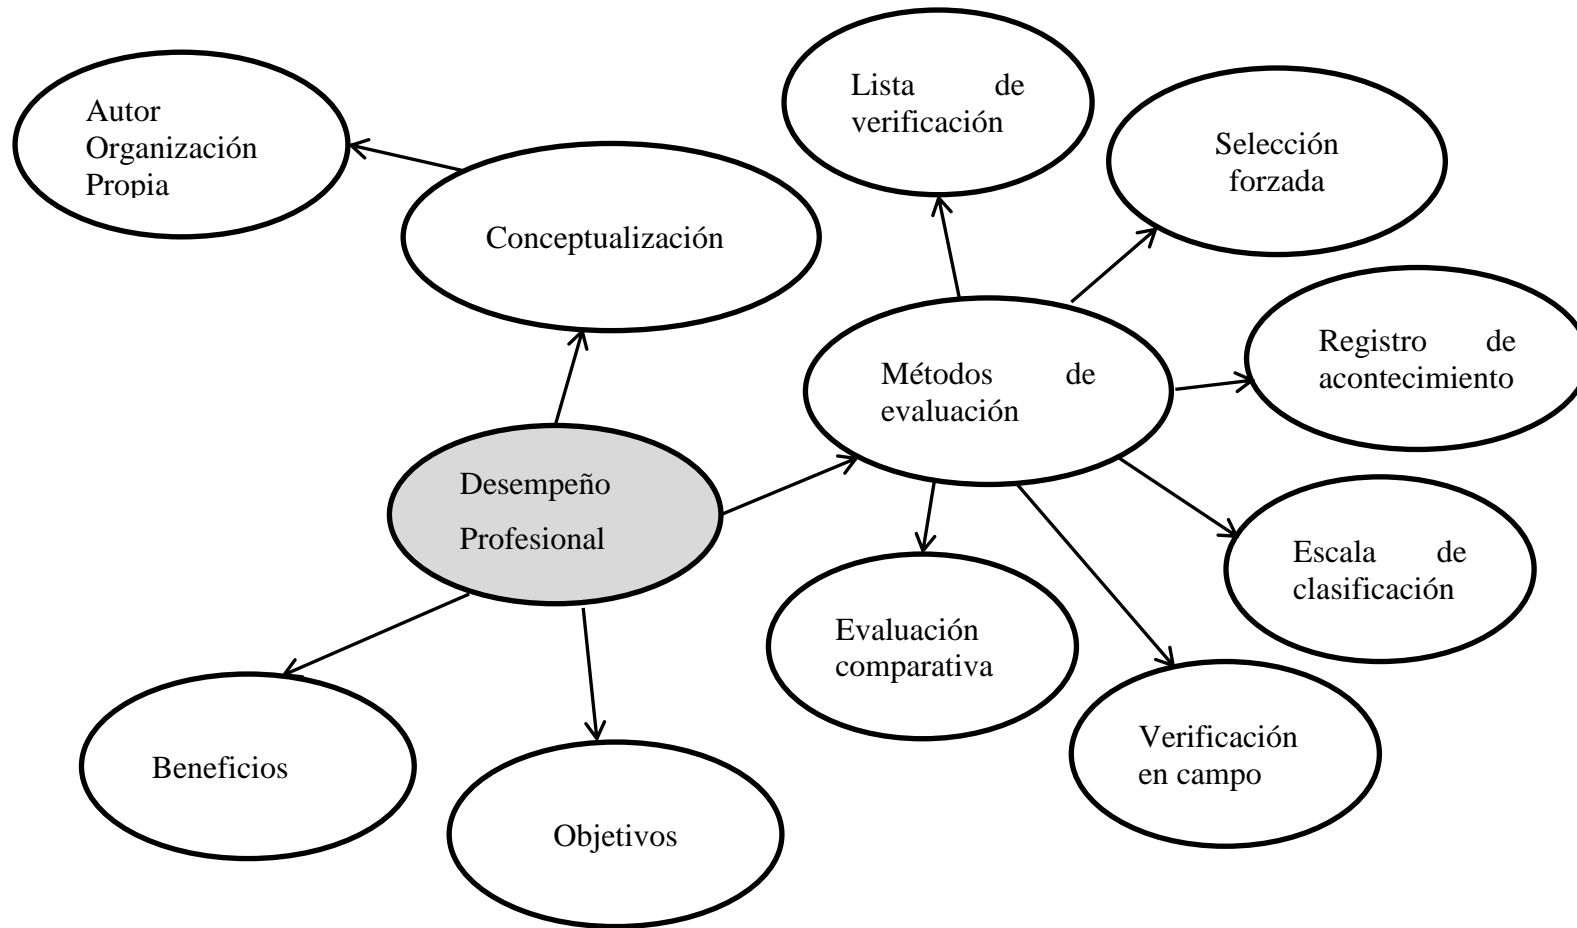 Autor
Organización
Propia
Conceptualización
Lista de
verificación
Selección
forzada
Registro de
acontecimiento
Métodos de
evaluación
Desempeño
Profesional
Escala de
clasificación
Evaluación
comparativa
Verificación
en campo
Beneficios
Objetivos